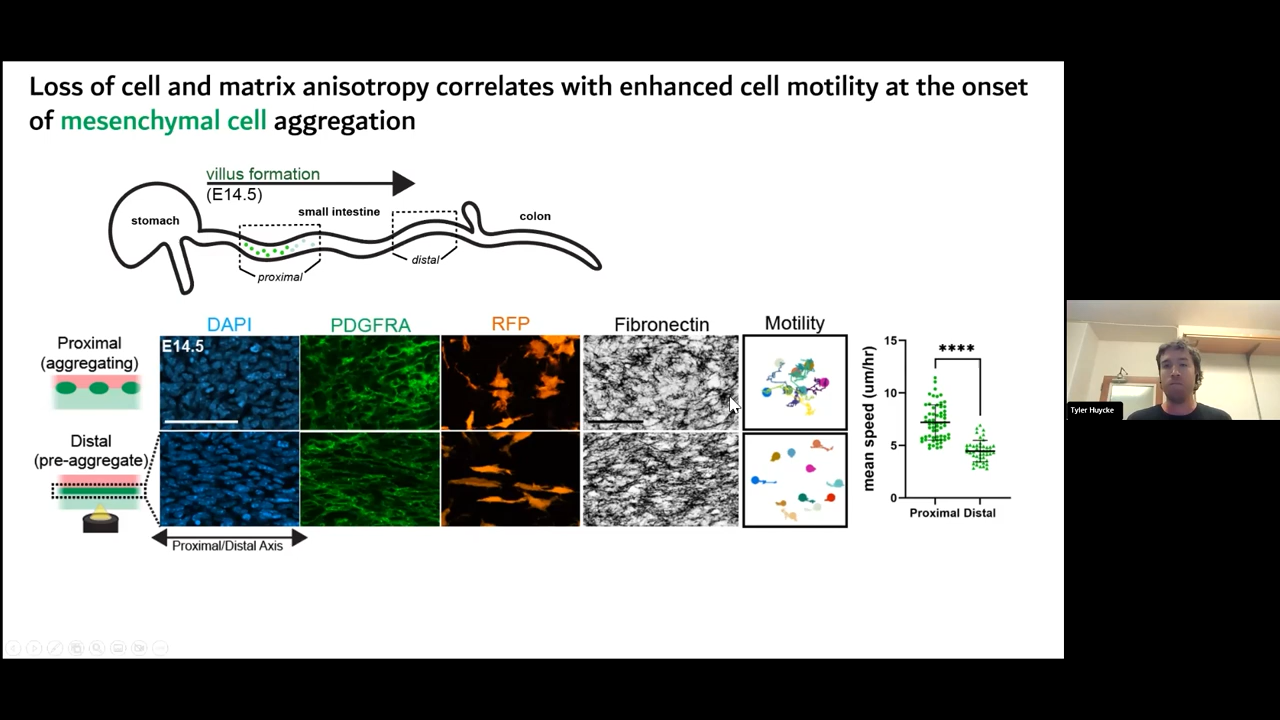 Loss of cell and matrix anisotropy correlates with enhanced cell motility at the onset
of mesenchymal cell aggregation
villus formation
(E14.5)
small intestine
stomach
colon
proximal
distal
DAPI
PDGFRA
RFP
Fibronectin
Motility
Proximal
(aggregating)
E14.5
Distal
(pre-aggregate)
Proximal/Distal Axis
mean speed (um/hr)
15
10
5
0
****
Proximal Distal
Tyler Huycke